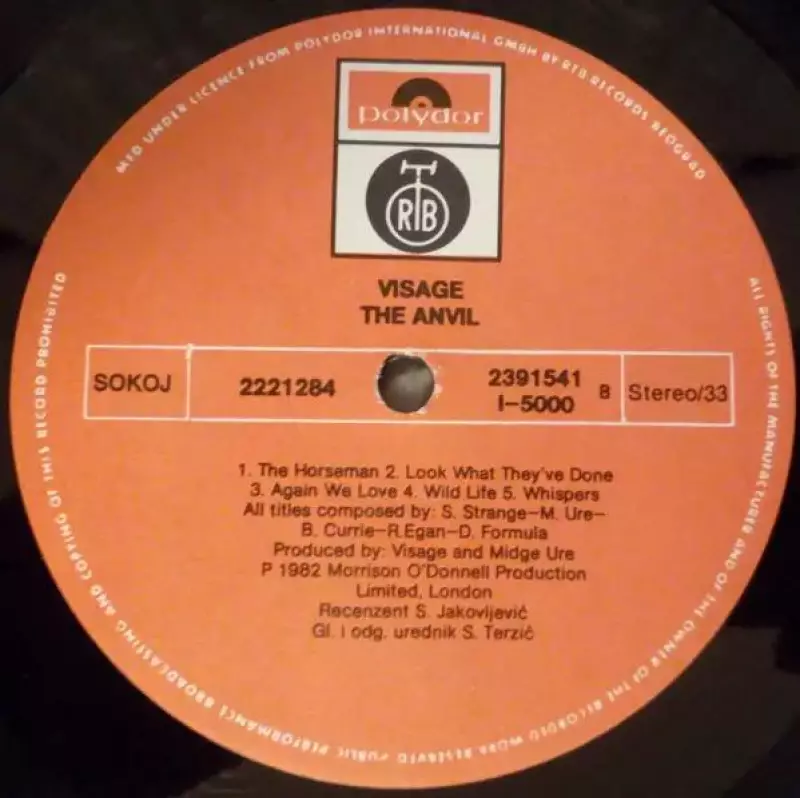 MFD UNDER LICENCE FROM POLYDOR INTERNATIONAL GMBH BY RTB RECORDS BEOGRAD
polydor
RTB
VISAGE
THE ANVIL
SOKOJ 2221284 2391541 B Stereo/33
I-5000
1. The Horseman 2. Look What They've Done
3. Again We Love 4. Wild Life 5. Whispers
All titles composed by: S. Strange-M. Ure-
B. Currie-R.Egan-D. Formula
Produced by: Visage and Midge Ure
P 1982 Morrison O'Donnell Production
Limited, London
Recenzent S. Jakovljević
Gl. i odg. urednik S. Terzić
ALL RIGHTS OF THE MANUFACTURER AND OF THE OWNER OF THE RECORDED WORK RESERVED PUBLIC PERFORMANCE BROADCASTING AND COPYING OF THIS RECORD PROHIBITED